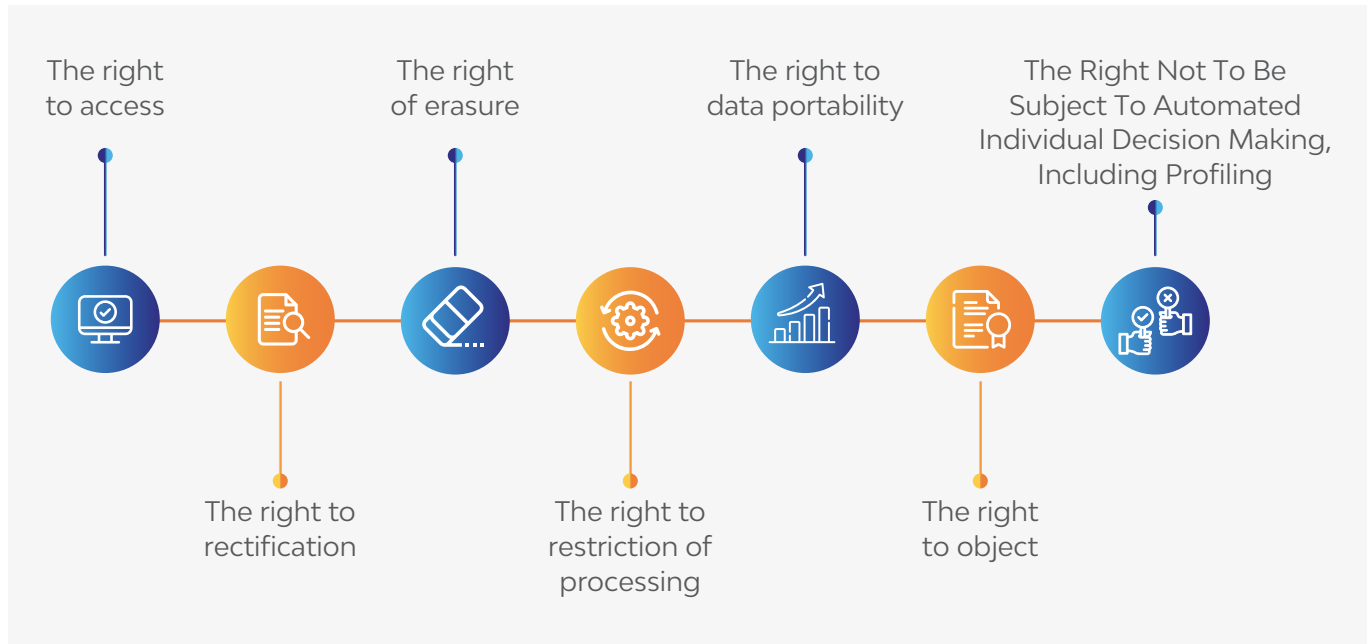 The right
to access
The right to
rectification
The right
of erasure
The right to
restriction of
processing
The right to
data portability
The right
to object
The Right Not To Be
Subject To Automated
Individual Decision Making,
Including Profiling